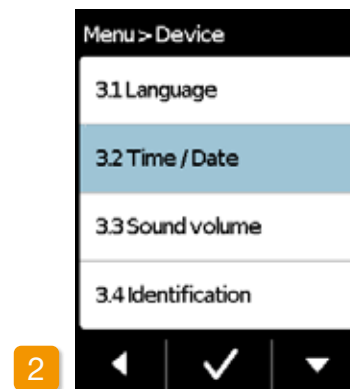 Menu > Device
3.1 Language
3.2 Time / Date
3.3 Sound volume
3.4 Identification
2